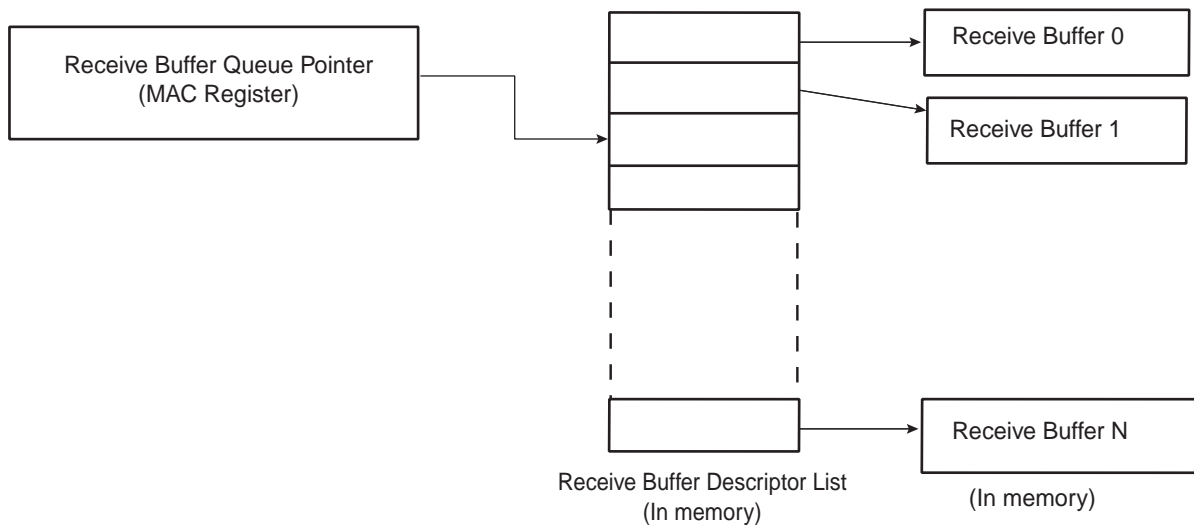 Receive Buffer Queue Pointer
(MAC Register)
Receive Buffer 0
Receive Buffer 1
Receive Buffer N
Receive Buffer Descriptor List
(In memory)
(In memory)